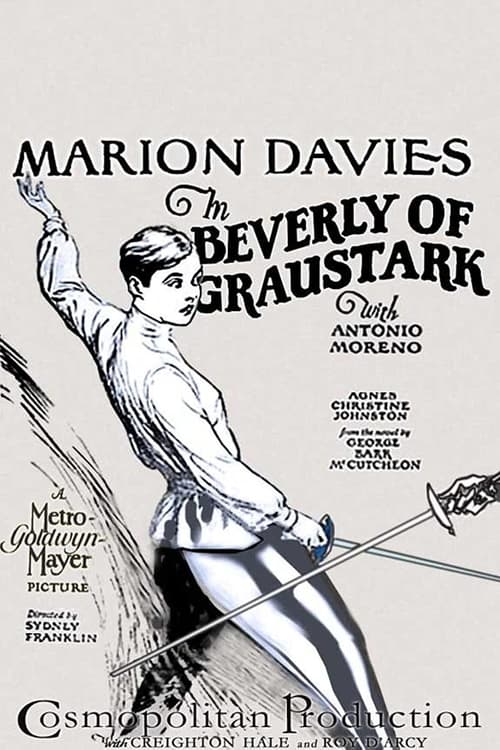 MARION DAVIES
In
BEVERLY OF
GRAUSTARK
with
ANTONIO
MORENO
AGNES
CHRISTINE
JOHNSTON
from the novel by
GEORGE
BARR
McCUTCHEON
A
Metro-
Goldwyn-
Mayer
PICTURE
Directed by
SYDNEY
FRANKLIN
Cosmopolitan Production
with CREIGHTON HALE and ROY D'ARCY